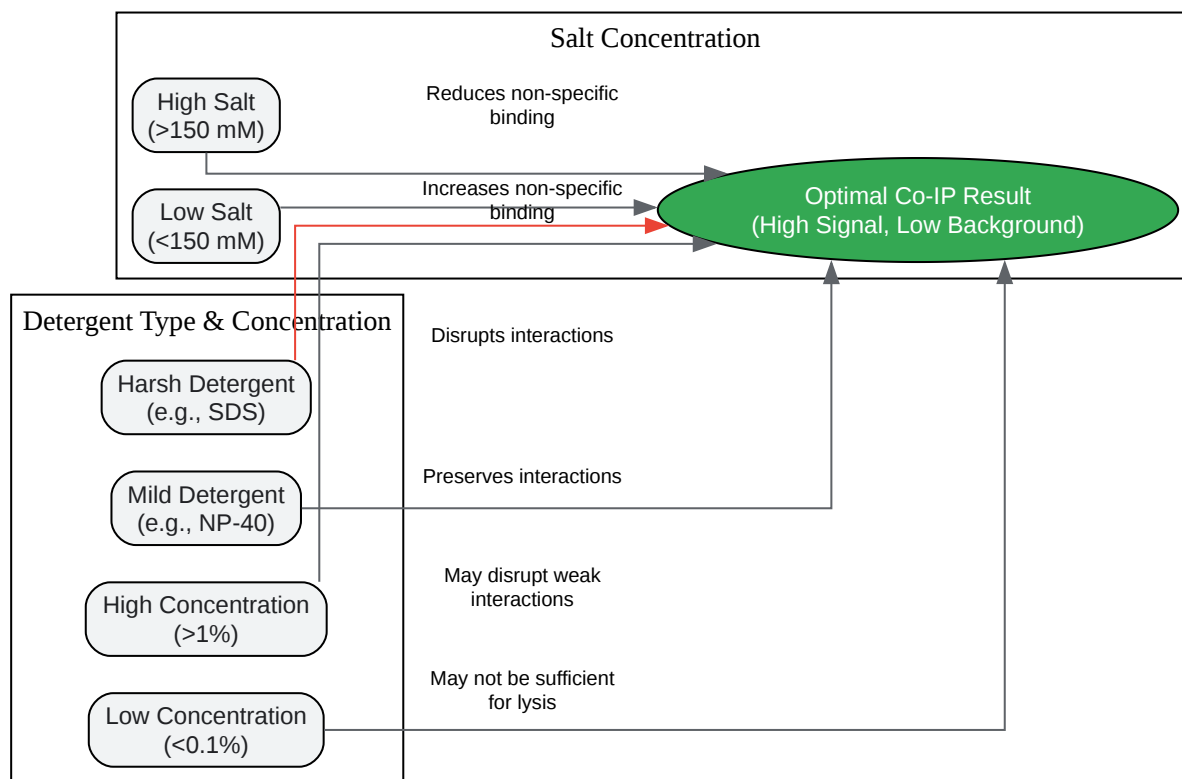 Salt Concentration
High Salt
(>150 mM)
Reduces non-specific
binding
Low Salt
(<150 mM)
Increases non-specific
binding
Optimal Co-IP Result
(High Signal, Low Background)
Detergent Type & Concentration
Harsh Detergent
(e.g., SDS)
Disrupts interactions
Mild Detergent
(e.g., NP-40)
Preserves interactions
High Concentration
(>1%)
May disrupt weak
interactions
Low Concentration
(<0.1%)
May not be sufficient
for lysis